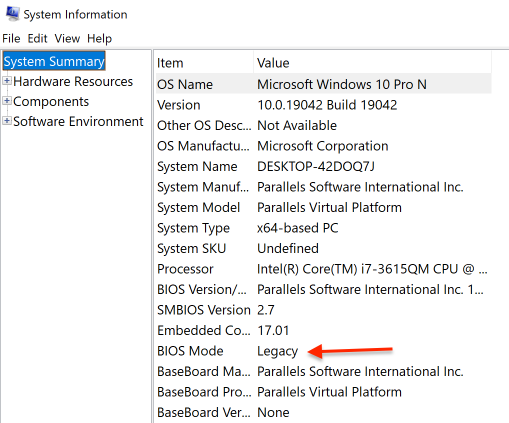 System Information
File Edit View Help
System Summary
Hardware Resources
Components
Software Environment
Item Value
OS Name Microsoft Windows 10 Pro N
Version 10.0.19042 Build 19042
Other OS Desc... Not Available
OS Manufactu... Microsoft Corporation
System Name DESKTOP-42DOQ7J
System Manuf... Parallels Software International Inc.
System Model Parallels Virtual Platform
System Type x64-based PC
System SKU Undefined
Processor Intel(R) Core(TM) i7-3615QM CPU @ ...
BIOS Version/... Parallels Software International Inc. 1...
SMBIOS Version 2.7
Embedded Co... 17.01
BIOS Mode Legacy
BaseBoard Ma... Parallels Software International Inc.
BaseBoard Pro... Parallels Virtual Platform
BaseBoard Ver... None